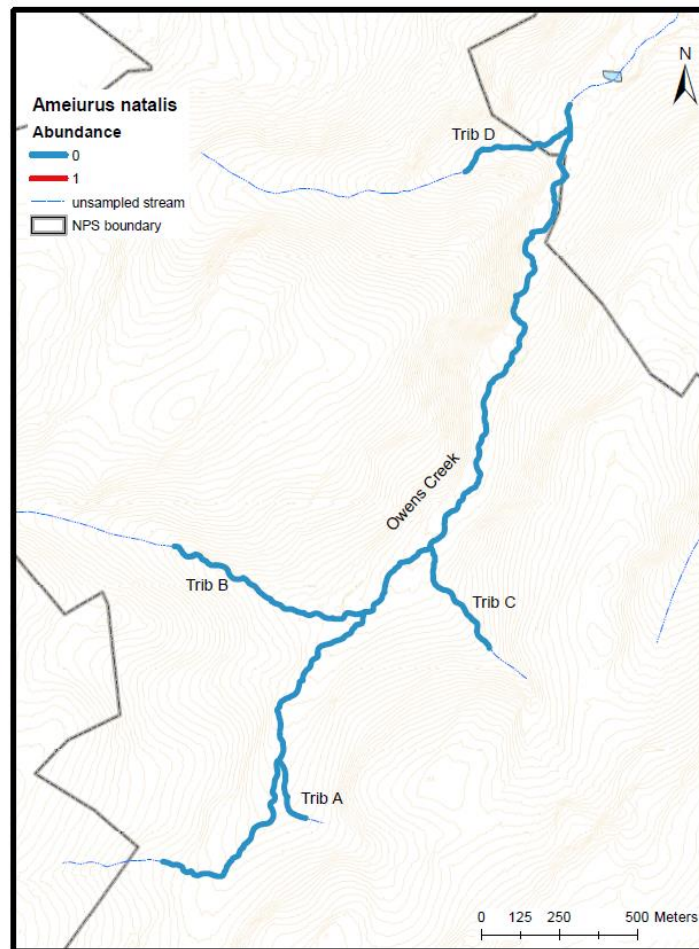 N
Ameiurus natalis
Abundance
0
1
unsampled stream
NPS boundary
Trib D
Owens Creek
Trib B
Trib C
Trib A
0 125 250 500 Meters